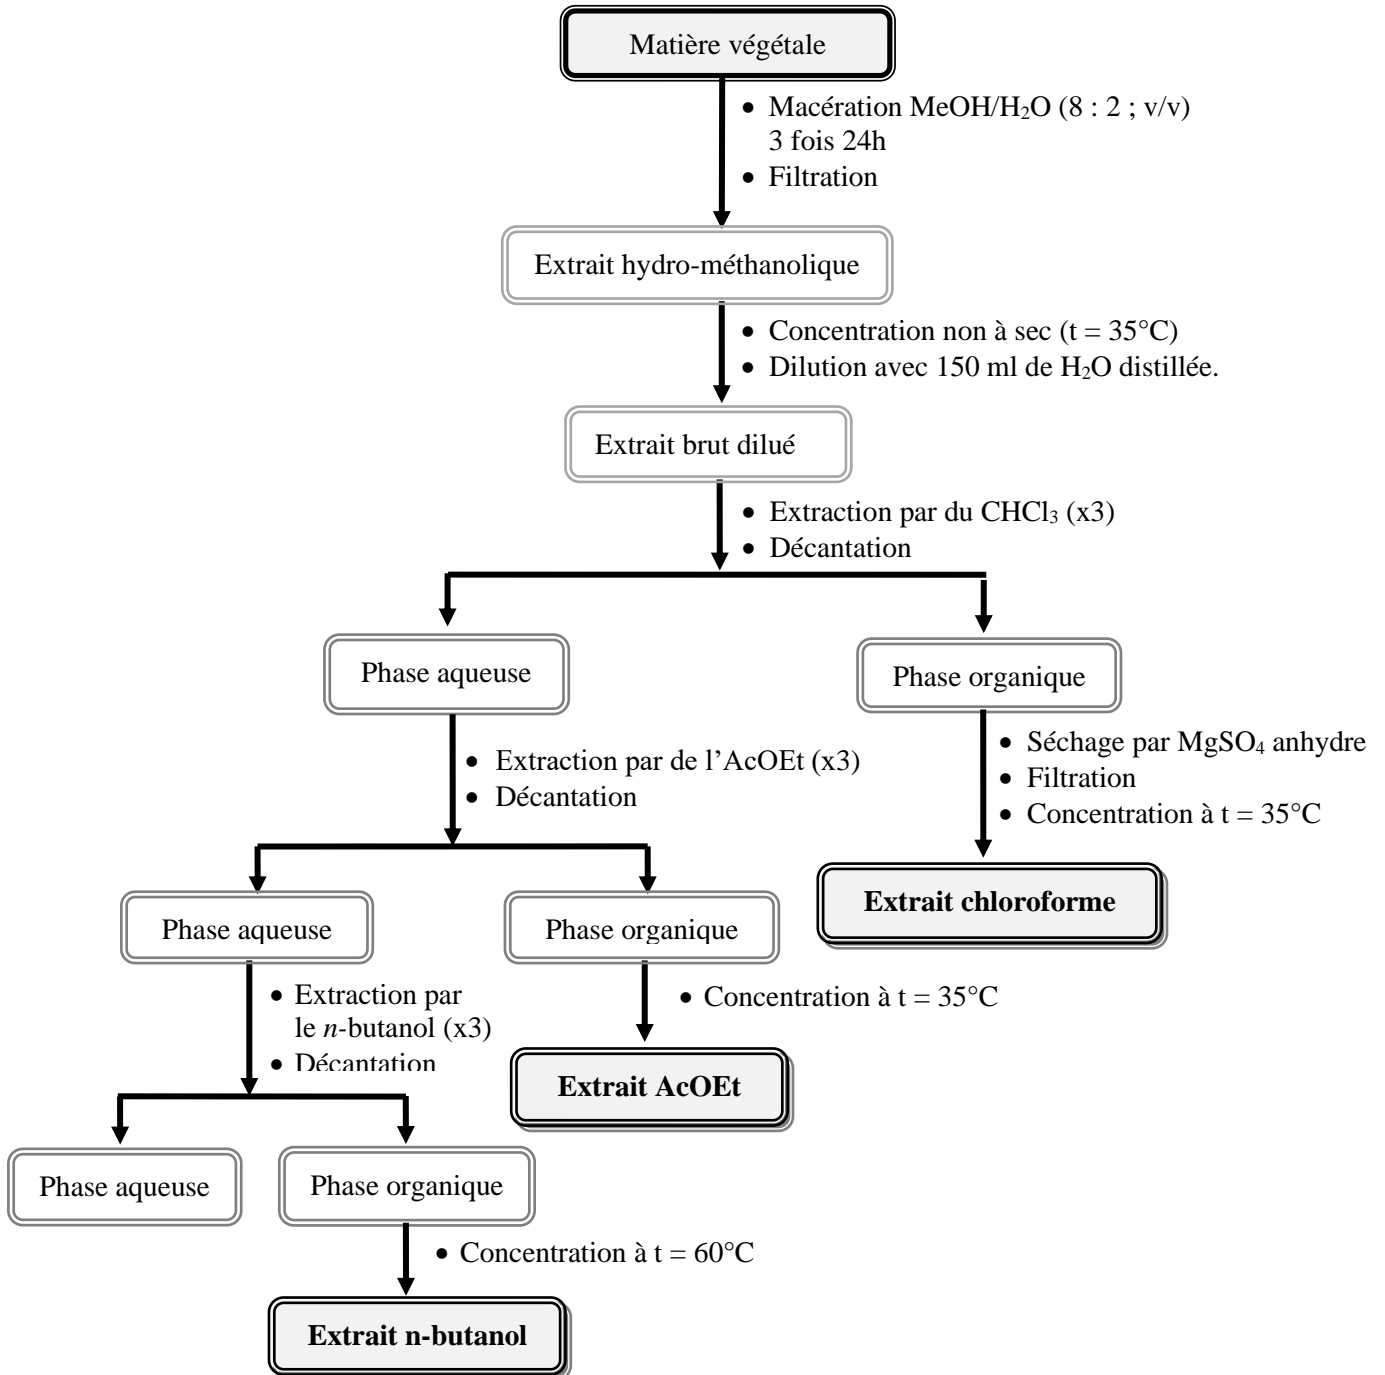 Matière végétale
• Macération MeOH/H₂O (8 : 2 ; v/v)
3 fois 24h
• Filtration
Extrait hydro-méthanolique
• Concentration non à sec (t = 35°C)
• Dilution avec 150 ml de H₂O distillée.
Extrait brut dilué
• Extraction par du CHCl₃ (x3)
• Décantation
Phase aqueuse
Phase organique
• Séchage par MgSO₄ anhydre
• Filtration
• Concentration à t = 35°C
• Extraction par de l’AcOEt (x3)
• Décantation
Extrait chloroforme
Phase aqueuse
Phase organique
• Extraction par
le n-butanol (x3)
• Décantation
• Concentration à t = 35°C
Extrait AcOEt
Phase aqueuse
Phase organique
• Concentration à t = 60°C
Extrait n-butanol